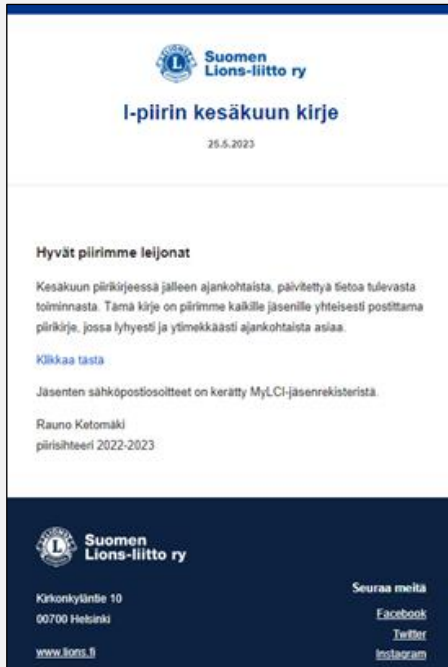 Suomen
Lions-liitto ry
I-piirin kesäkuun kirje
25.5.2023
Hyvät piirimme leijonat
Kesäkuun piirikirjeessä jälleen ajankohtaista, päivitettyä tietoa tulevasta
toiminnasta. Tämä kirje on piirimme kaikille jäsenille yhteisesti postittama
piirikirje, jossa lyhyesti ja ytimekkäästi ajankohtaista asiaa.
Klikkaa tästä
Jäsenten sähköpostiosoitteet on kerätty MyLCI-jäsenrekisteristä.
Rauno Ketomäki
piirisihteeri 2022-2023
Suomen
Lions-liitto ry
Kirkonkyläntie 10
00700 Helsinki
www.lions.fi
Seuraa meitä
Facebook
Twitter
Instagram